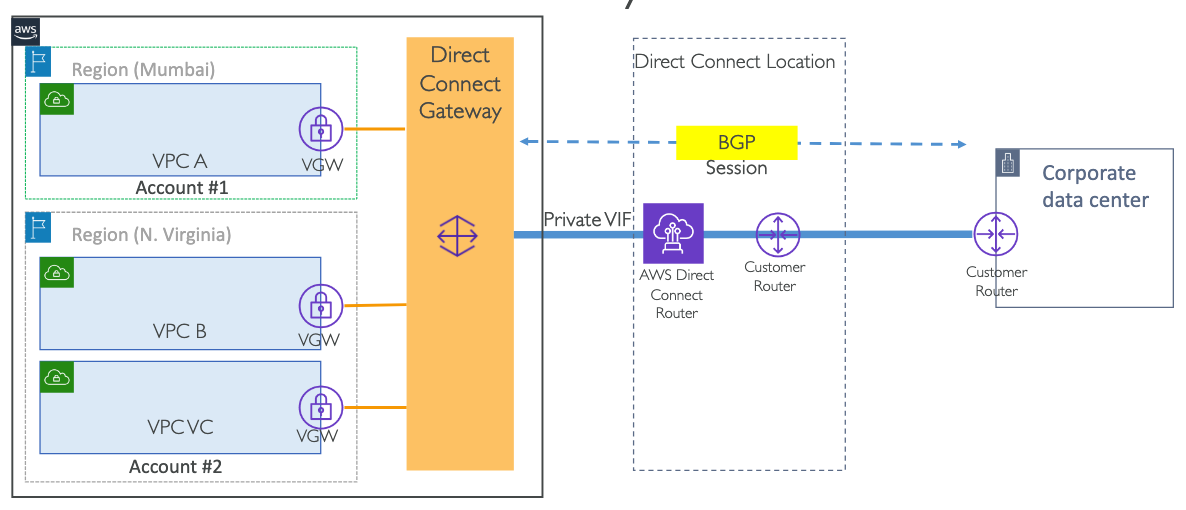 aws
Region (Mumbai)
VPC A
VGW
Account #1
Region (N. Virginia)
VPC B
VGW
VPC VC
VGW
Account #2
Direct
Connect
Gateway
Private VIF
Direct Connect Location
BGP
Session
AWS Direct
Connect
Router
Customer
Router
Corporate
data center
Customer
Router